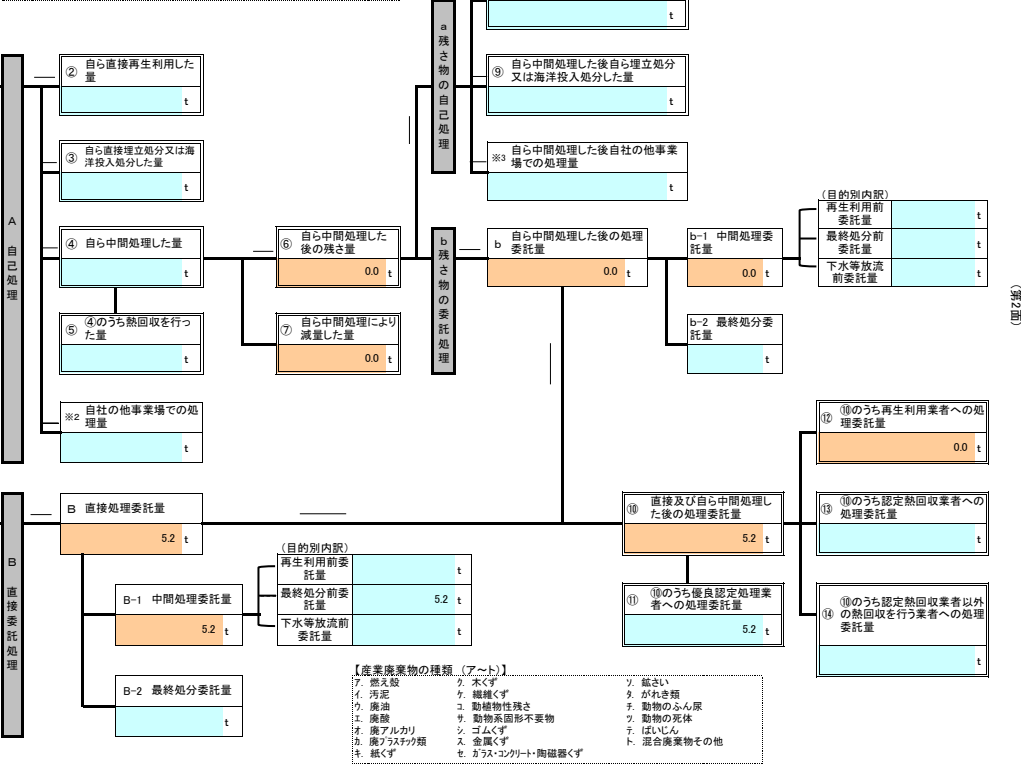 t
a 残さ物の自己処理
② 自ら直接再生利用した
量
t
⑨ 自ら中間処理した後自ら埋立処分
又は海洋投入処分した量
t
③ 自ら直接埋立処分又は海
洋投入処分した量
t
※3 自ら中間処理した後自社の他事業
場での処理量
t
A 自己処理
④ 自ら中間処理した量
t
⑥ 自ら中間処理した
後の残さ量
0.0 t
b 残さ物の委託処理
b 自ら中間処理した後の処理
委託量
0.0 t
b-1 中間処理委
託量
0.0 t
(目的別内訳)
再生利用前
委託量
t
最終処分前
委託量
t
下水等放流
前委託量
t
(第2面)
⑤ ④のうち熱回収を行っ
た量
t
⑦ 自ら中間処理により
減量した量
0.0 t
b-2 最終処分委
託量
t
※2 自社の他事業場での処
理量
t
⑫ ⑩のうち再生利用業者への処
理委託量
0.0 t
B 直接委託処理
B 直接処理委託量
5.2 t
⑩ 直接及び自ら中間処理し
た後の処理委託量
5.2 t
⑬ ⑩のうち認定熱回収業者への
処理委託量
t
(目的別内訳)
再生利用前委
託量
t
B-1 中間処理委託量
5.2 t
最終処分前委
託量
5.2 t
下水等放流前
委託量
t
⑪ ⑩のうち優良認定処理業
者への処理委託量
5.2 t
⑭ ⑩のうち認定熱回収業者以外
の熱回収を行う業者への処理
委託量
t
B-2 最終処分委託量
t
【産業廃棄物の種類 (ア～ト)】
ア. 燃え殻
イ. 汚泥
ウ. 廃油
エ. 廃酸
オ. 廃アルカリ
カ. 廃プラスチック類
キ. 紙くず
ク. 木くず
ケ. 繊維くず
コ. 動植物性残さ
サ. 動物系固形不要物
シ. ゴムくず
ス. 金属くず
セ. ガラス・コンクリート・陶磁器くず
ソ. 鉱さい
タ. がれき類
チ. 動物のふん尿
ツ. 動物の死体
テ. ばいじん
ト. 混合廃棄物その他